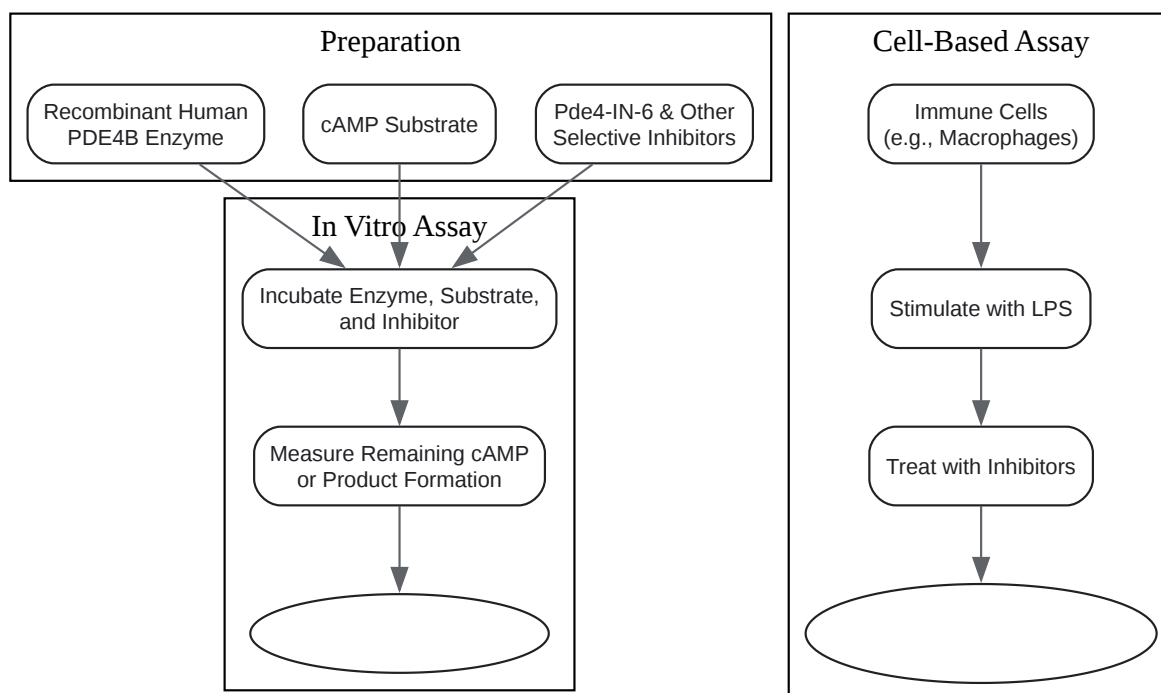 Preparation
Recombinant Human
PDE4B Enzyme
cAMP Substrate
Pde4-IN-6 & Other
Selective Inhibitors
In Vitro Assay
Incubate Enzyme, Substrate,
and Inhibitor
Measure Remaining cAMP
or Product Formation
Cell-Based Assay
Immune Cells
(e.g., Macrophages)
Stimulate with LPS
Treat with Inhibitors